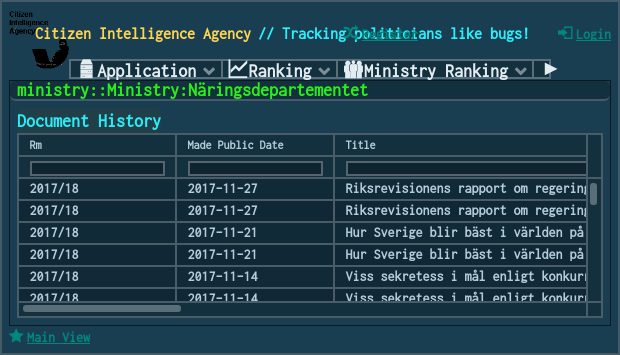 Citizen
Intelligence
Agency
Citizen Intelligence Agency // Tracking politicians like bugs!
Register
Login
Application
Ranking
Ministry Ranking
ministry::Ministry:Näringsdepartementet
Document History
Rm Made Public Date Title
2017/18 2017-11-27 Riksrevisionens rapport om regering
2017/18 2017-11-27 Riksrevisionens rapport om regering
2017/18 2017-11-21 Hur Sverige blir bäst i världen på
2017/18 2017-11-21 Hur Sverige blir bäst i världen på
2017/18 2017-11-14 Viss sekretess i mål enligt konkurr
2017/18 2017-11-14 Viss sekretess i mål enligt konkurr
Main View